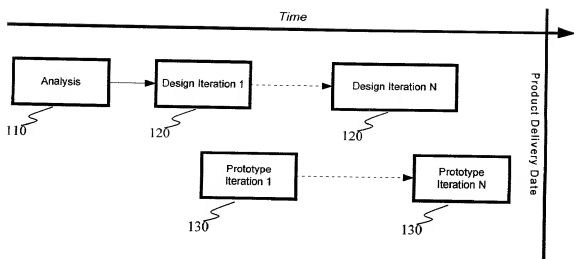 Time
Analysis
Design Iteration 1
Design Iteration N
110
120
120
Prototype
Iteration 1
Prototype
Iteration N
130
130
Product Delivery Date